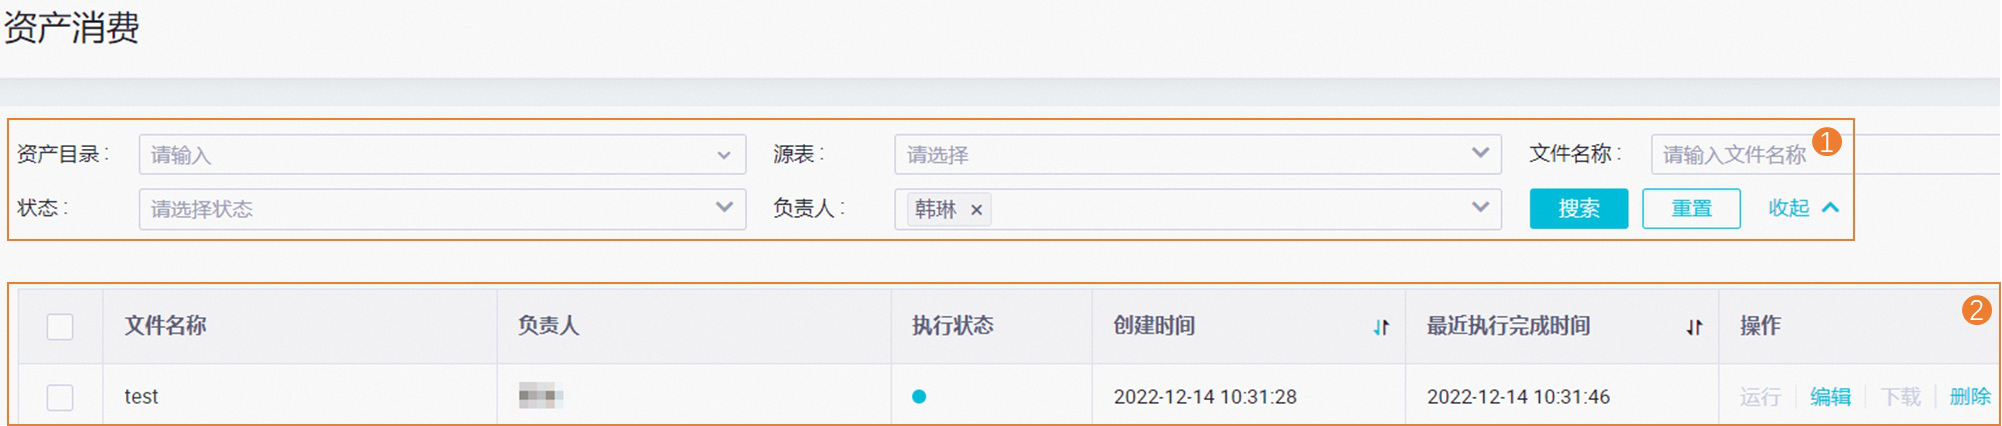 资产消费
资产目录： 请输入 源表： 请选择 文件名称： 请输入文件名称 1
状态： 请选择状态 负责人： 韩琳 × 搜索 重置 收起
2
文件名称 负责人 执行状态 创建时间 最近执行完成时间 操作
test 2022-12-14 10:31:28 2022-12-14 10:31:46 运行 编辑 下载 删除